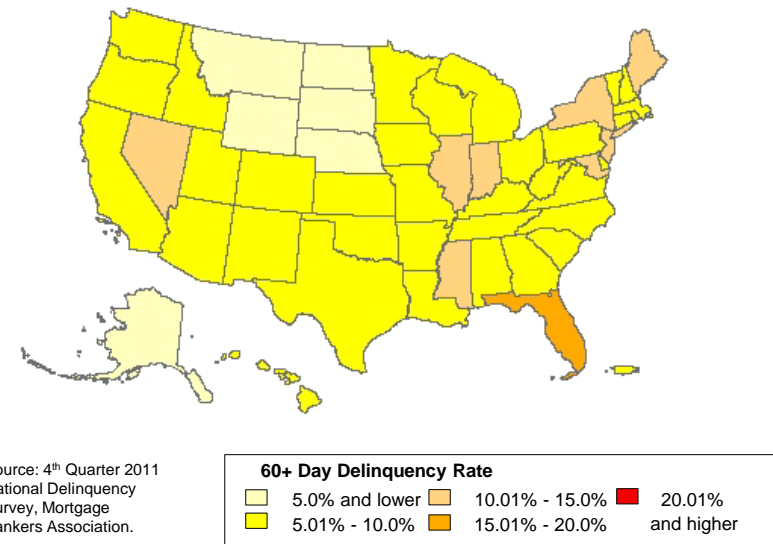 ource: 4th Quarter 2011
ational Delinquency
urvey, Mortgage
ankers Association.
60+ Day Delinquency Rate
5.0% and lower 10.01% - 15.0% 20.01%
5.01% - 10.0% 15.01% - 20.0% and higher